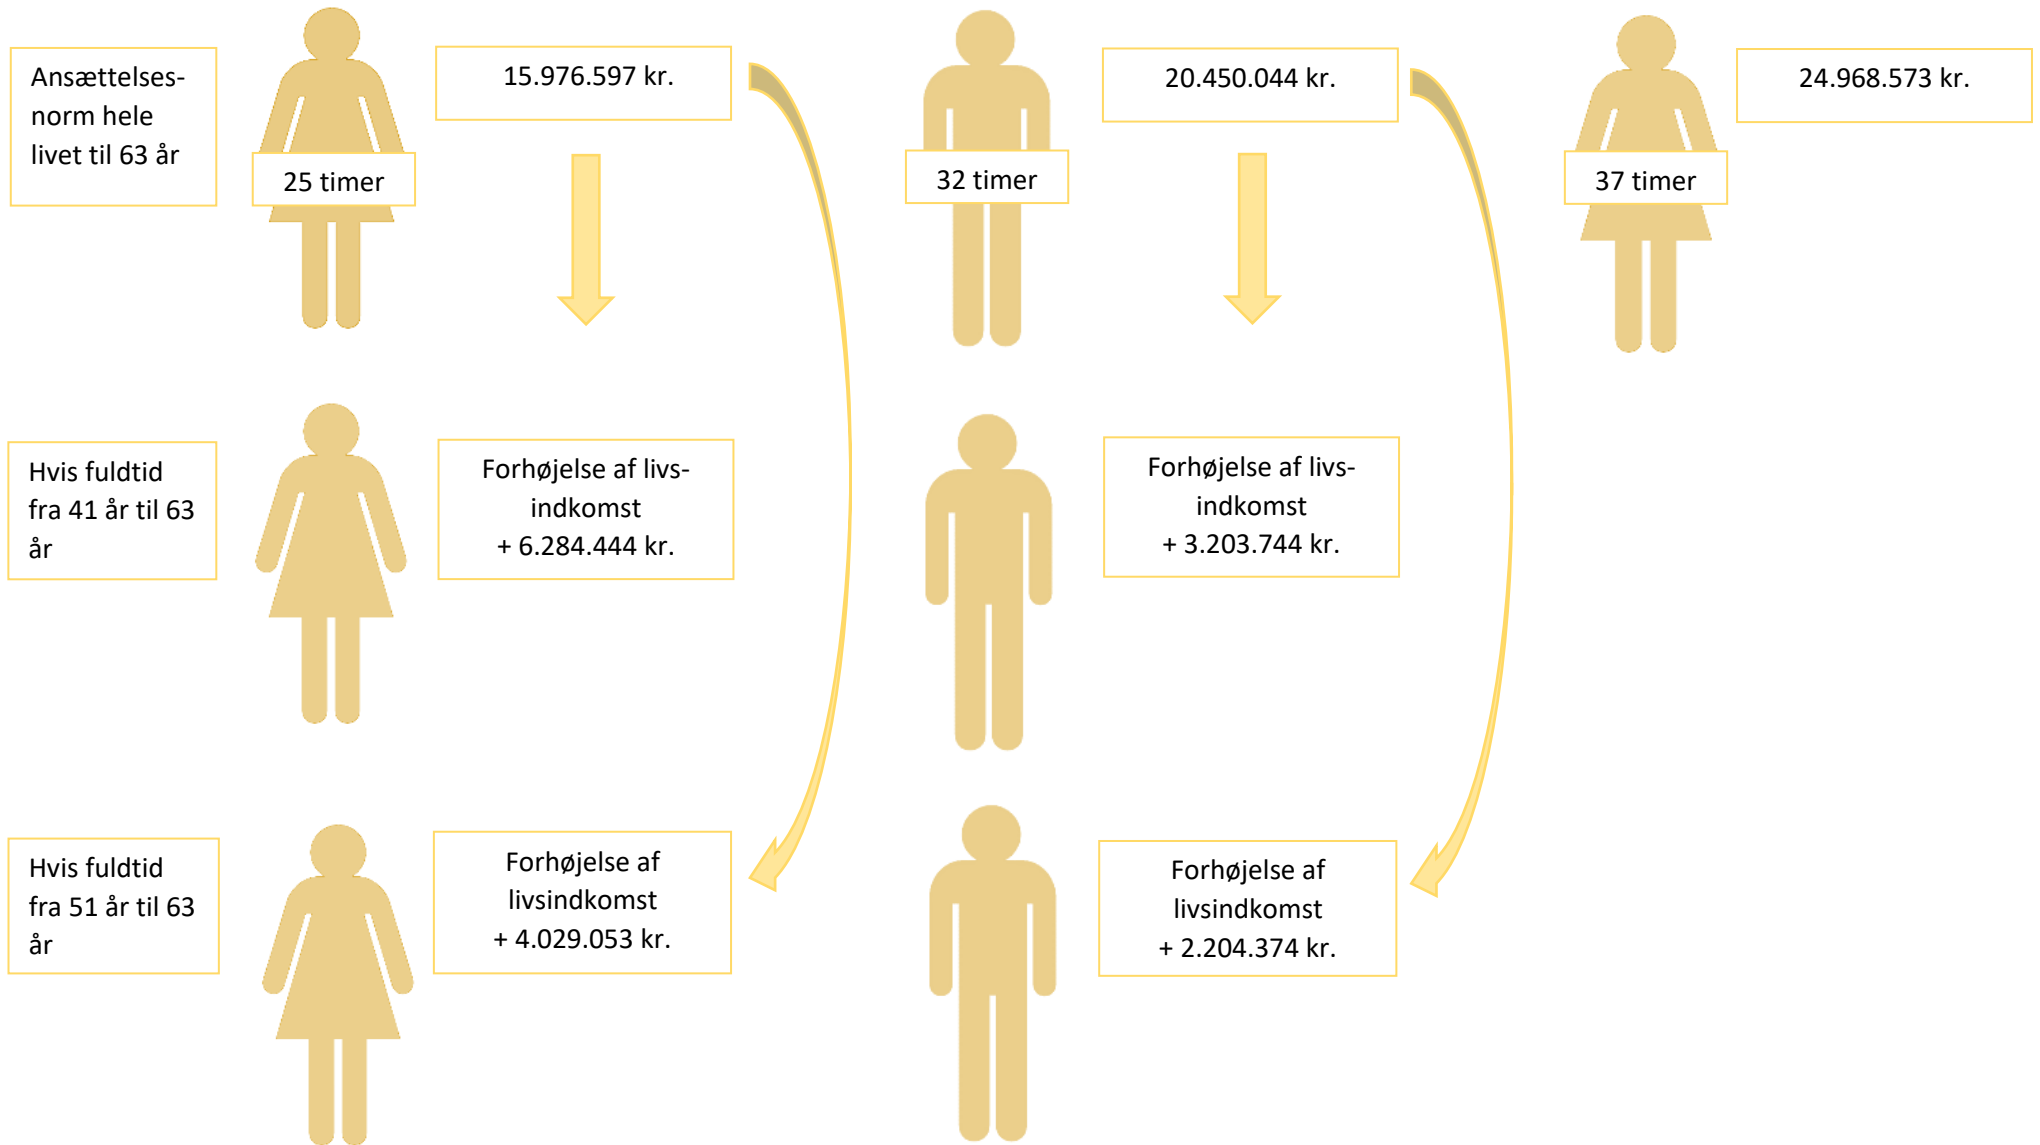 Ansættelses-
norm hele
livet til 63 år
25 timer
15.976.597 kr.
32 timer
20.450.044 kr.
37 timer
24.968.573 kr.
Hvis fuldtid
fra 41 år til 63
år
Forhøjelse af livs-
indkomst
+ 6.284.444 kr.
Forhøjelse af livs-
indkomst
+ 3.203.744 kr.
Hvis fuldtid
fra 51 år til 63
år
Forhøjelse af
livsindkomst
+ 4.029.053 kr.
Forhøjelse af
livsindkomst
+ 2.204.374 kr.